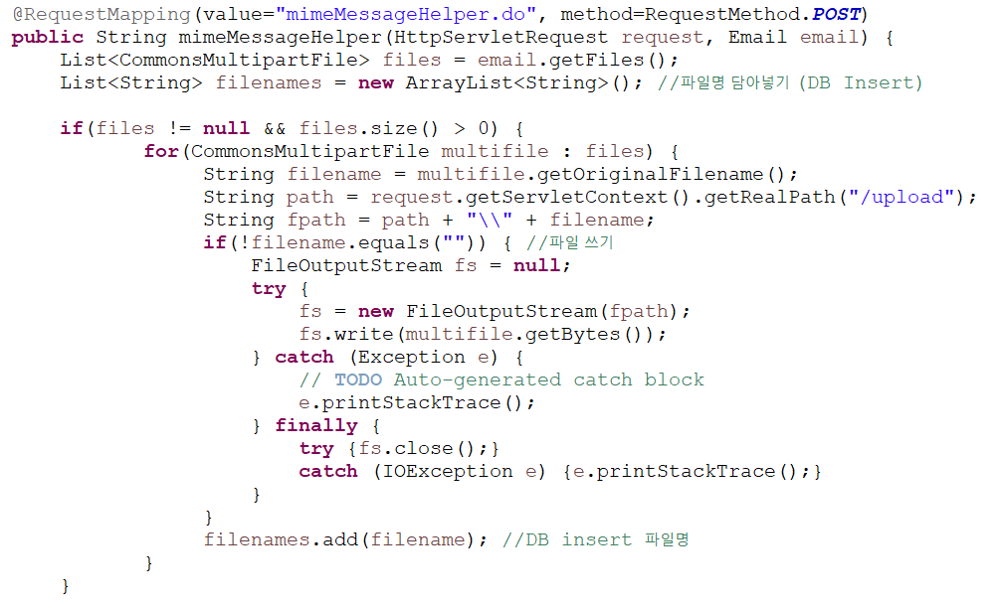 @RequestMapping(value="mimeMessageHelper.do", method=RequestMethod.POST)
public String mimeMessageHelper(HttpServletRequest request, Email email) {
List<CommonsMultipartFile> files = email.getFiles();
List<String> filenames = new ArrayList<String>(); //파일명 담아넣기 (DB Insert)
if(files != null && files.size() > 0) {
for(CommonsMultipartFile multifile : files) {
String filename = multifile.getOriginalFilename();
String path = request.getServletContext().getRealPath("/upload");
String fpath = path + "\\" + filename;
if(!filename.equals("")) { //파일 쓰기
FileOutputStream fs = null;
try {
fs = new FileOutputStream(fpath);
fs.write(multifile.getBytes());
} catch (Exception e) {
// TODO Auto-generated catch block
e.printStackTrace();
} finally {
try {fs.close();}
catch (IOException e) {e.printStackTrace();}
}
}
filenames.add(filename); //DB insert 파일명
}
}